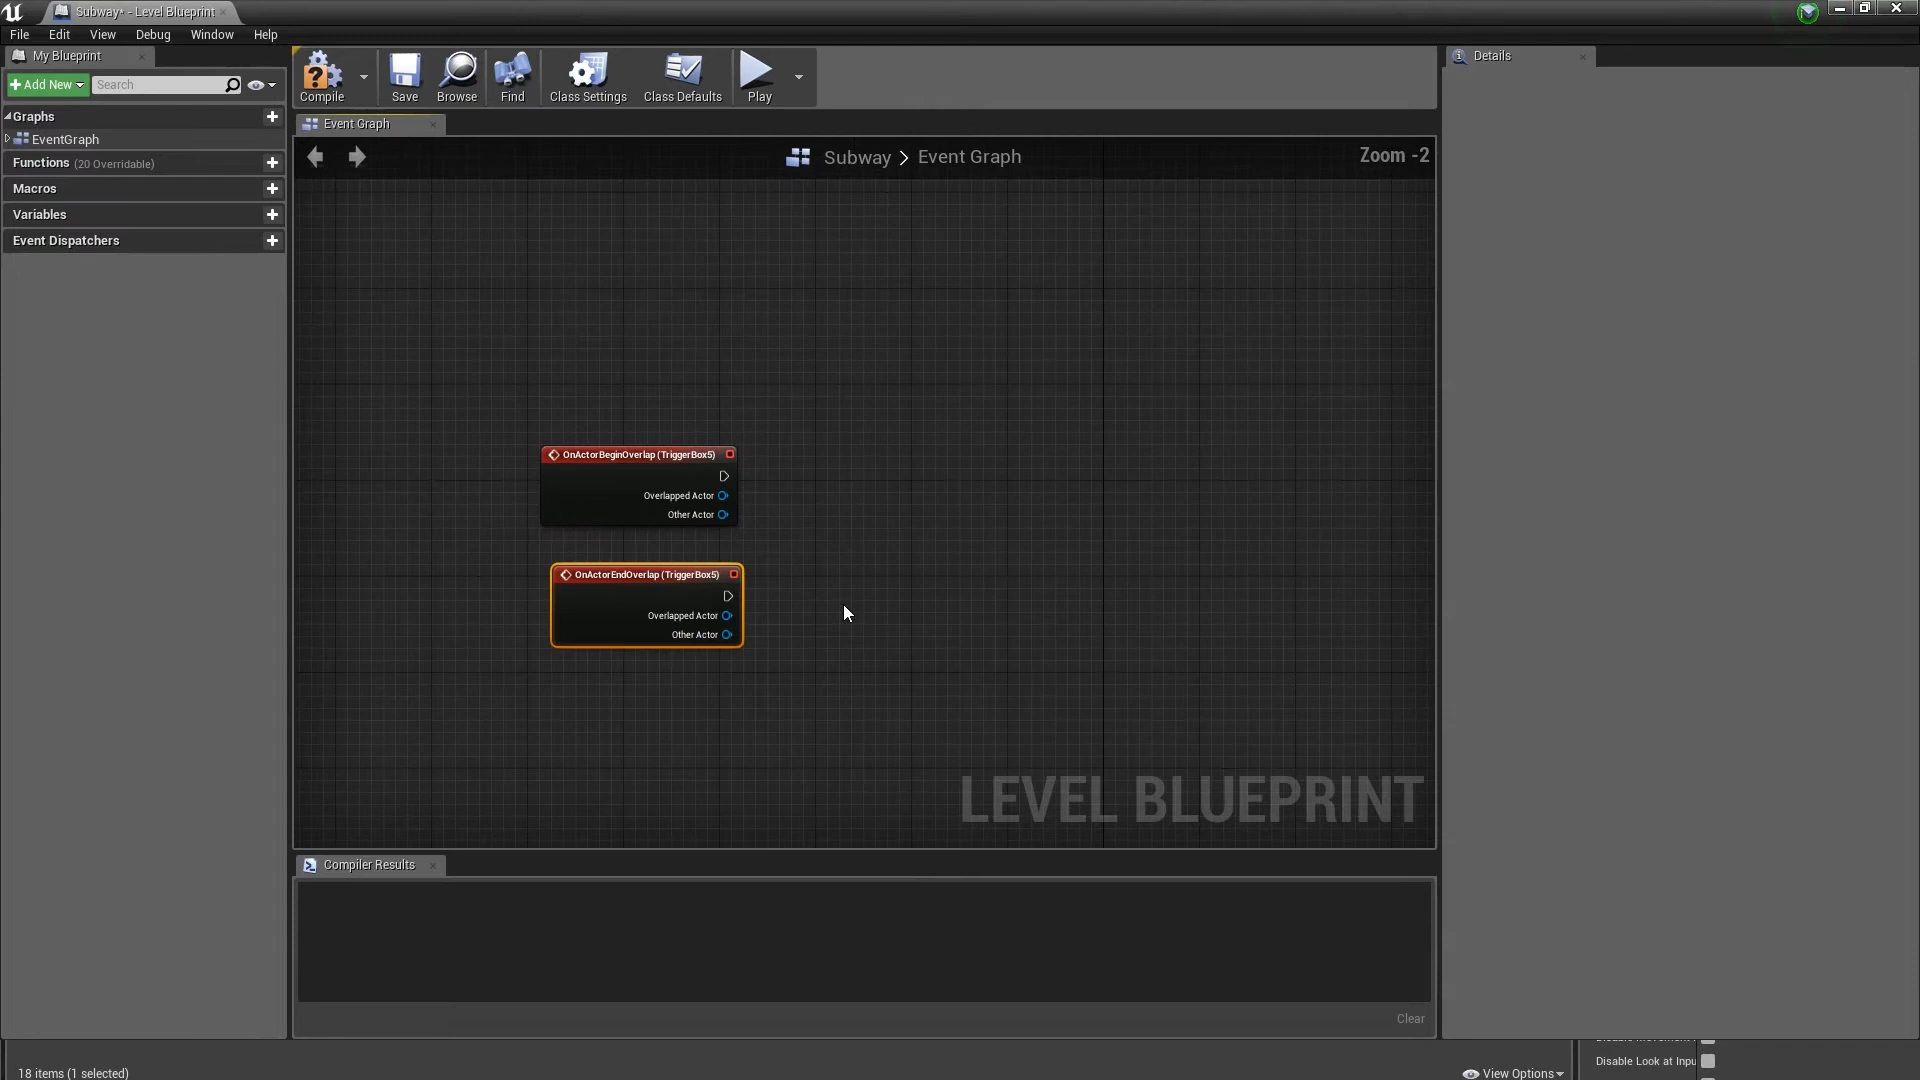 Subway* - Level Blueprint
File Edit View Debug Window Help
My Blueprint
Add New
Search
Graphs
EventGraph
Functions (20 Overridable)
Macros
Variables
Event Dispatchers
Compile
Save
Browse
Find
Class Settings
Class Defaults
Play
Event Graph
Subway > Event Graph
Zoom -2
OnActorBeginOverlap (TriggerBox5)
Overlapped Actor
Other Actor
OnActorEndOverlap (TriggerBox5)
Overlapped Actor
Other Actor
LEVEL BLUEPRINT
Compiler Results
Clear
Details
18 items (1 selected)
View Options
Disable Look at Inpu